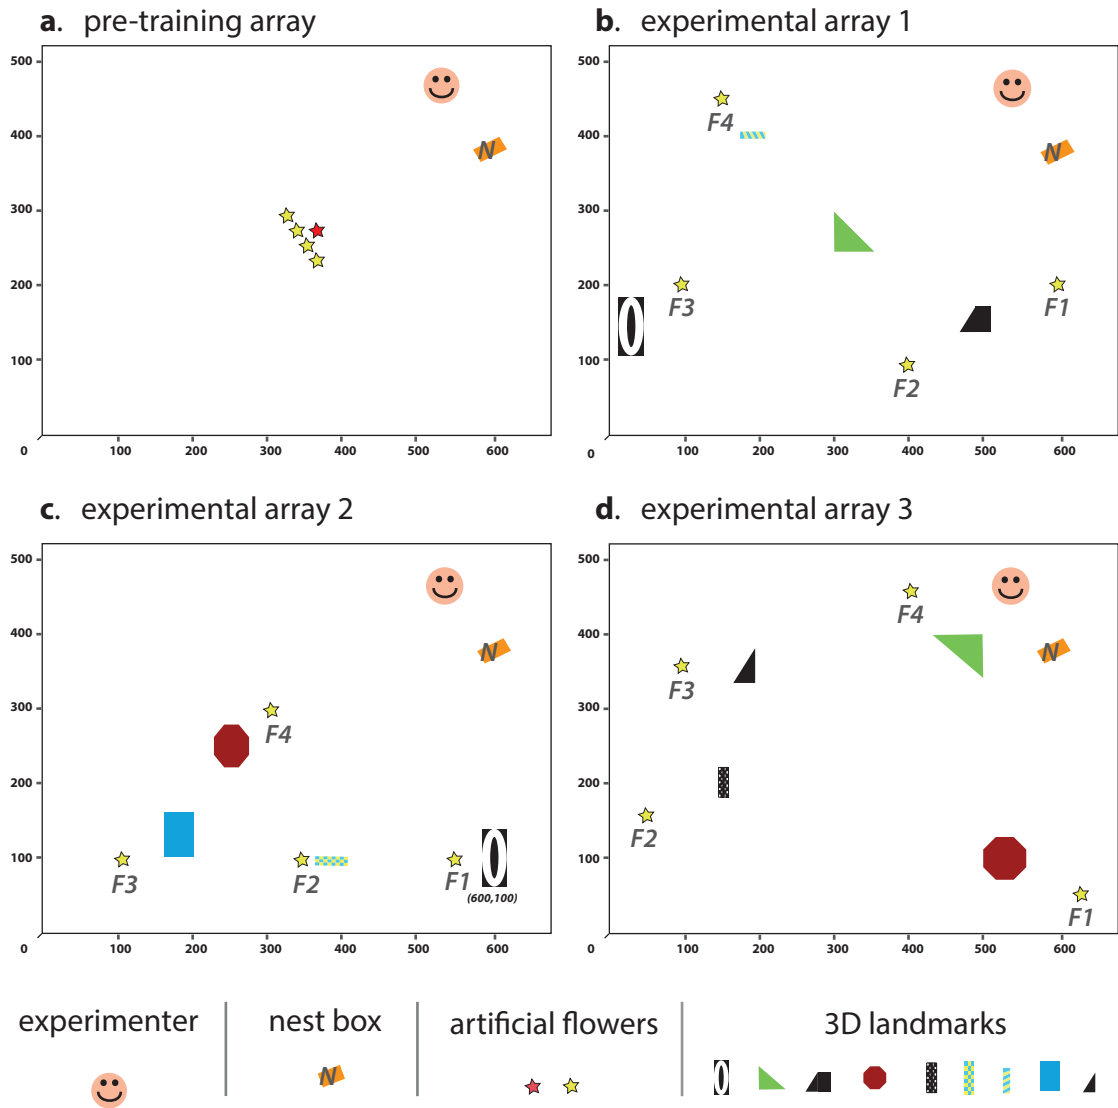 a. pre-training array
500
400
300
200
100
0
100
200
300
400
500
600
N
b. experimental array 1
500
400
300
200
100
0
100
200
300
400
500
600
F4
N
F3
F1
F2
c. experimental array 2
500
400
300
200
100
0
100
200
300
400
500
600
N
F4
F3
F2
F1
(600,100)
d. experimental array 3
500
400
300
200
100
0
100
200
300
400
500
600
F4
N
F3
F2
F1
experimenter
nest box
N
artificial flowers
3D landmarks